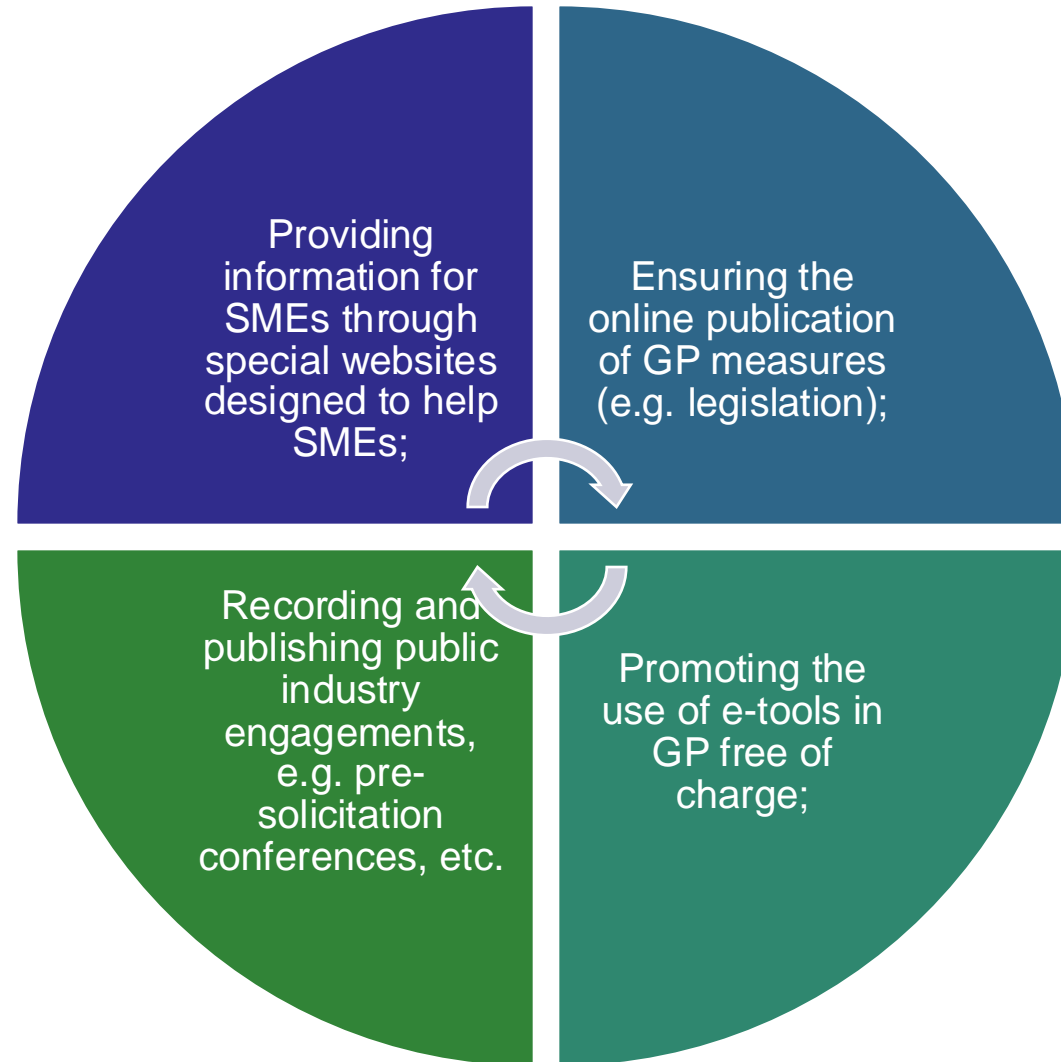 Providing
information for
SMEs through
special websites
designed to help
SMEs;
Ensuring the
online publication
of GP measures
(e.g. legislation);
Promoting the
use of e-tools in
GP free of
charge;
Recording and
publishing public
industry
engagements,
e.g. pre-
solicitation
conferences, etc.